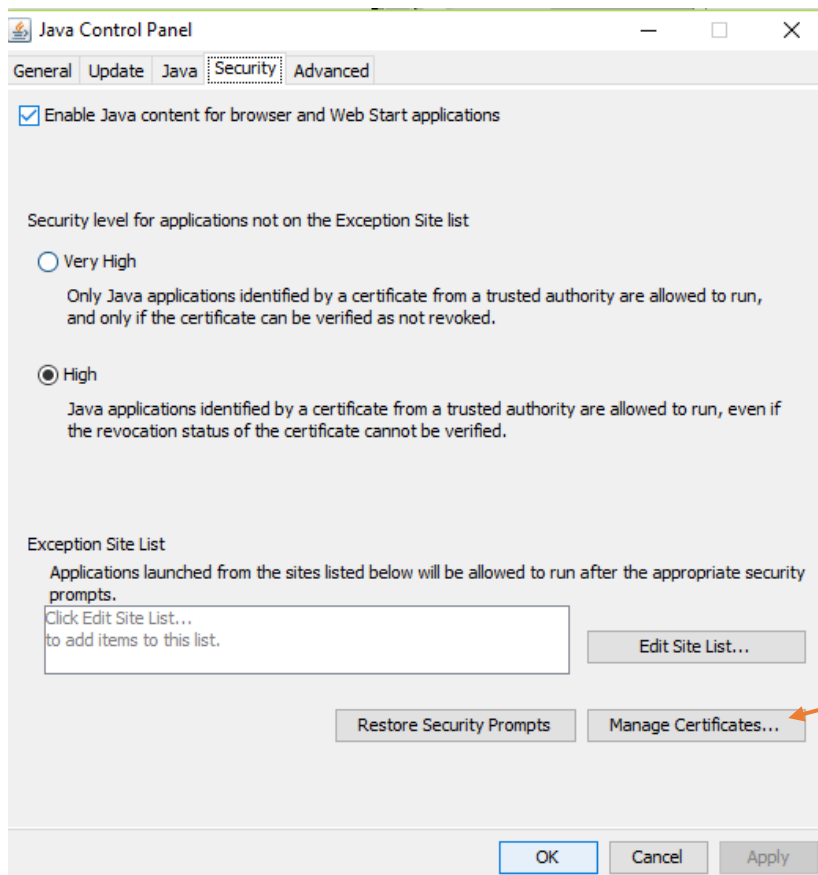 Java Control Panel
General Update Java Security Advanced
Enable Java content for browser and Web Start applications
Security level for applications not on the Exception Site list
Very High
Only Java applications identified by a certificate from a trusted authority are allowed to run,
and only if the certificate can be verified as not revoked.
High
Java applications identified by a certificate from a trusted authority are allowed to run, even if
the revocation status of the certificate cannot be verified.
Exception Site List
Applications launched from the sites listed below will be allowed to run after the appropriate security
prompts.
Click Edit Site List...
to add items to this list.
Edit Site List...
Restore Security Prompts Manage Certificates...
OK Cancel Apply